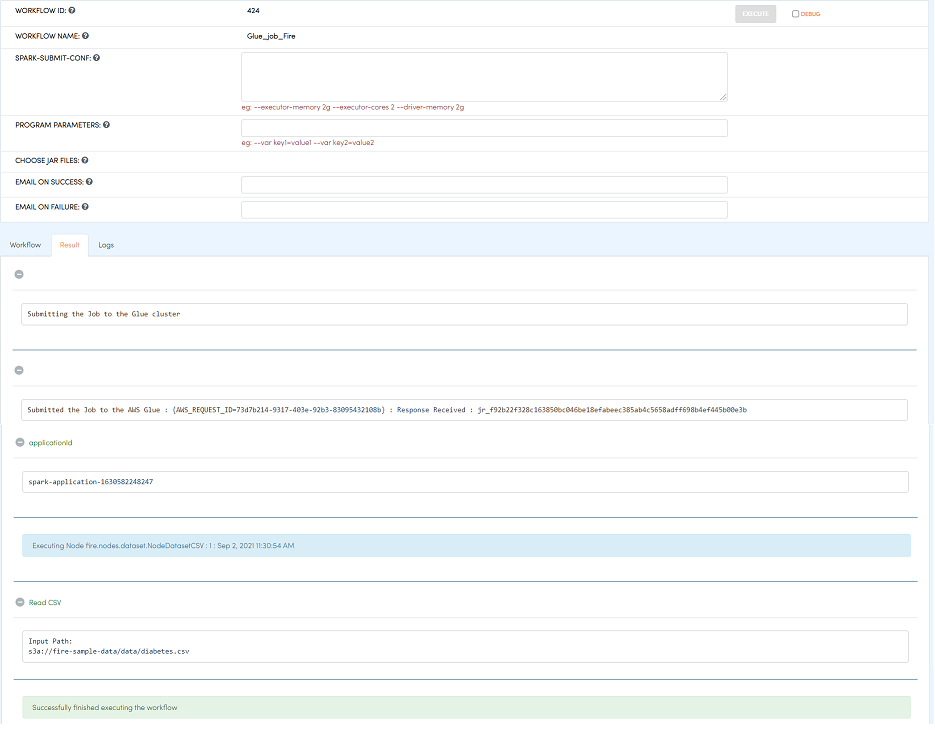 WORKFLOW ID:
424
EXECUTE
DEBUG
WORKFLOW NAME:
Glue_job_Fire
SPARK-SUBMIT-CONF:
eg: --executor-memory 2g --executor-cores 2 --driver-memory 2g
PROGRAM PARAMETERS:
eg: --var key1=value1 --var key2=value2
CHOOSE JAR FILES:
EMAIL ON SUCCESS:
EMAIL ON FAILURE:
Workflow Result Logs
Submitting the Job to the Glue cluster
Submitted the Job to the AWS Glue : {AWS_REQUEST_ID=73d7b214-9317-403e-92b3-83095432108b} : Response Received : jr_f92b22f328c163850bc046be18efabeec385ab4c5658adff698b4ef445b00e3b
applicationId
spark-application-1630582248247
Executing Node fire.nodes.dataset.NodeDatasetCSV : 1 : Sep 2, 2021 11:30:54 AM
Read CSV
Input Path:
s3a://fire-sample-data/data/diabetes.csv
Successfully finished executing the workflow